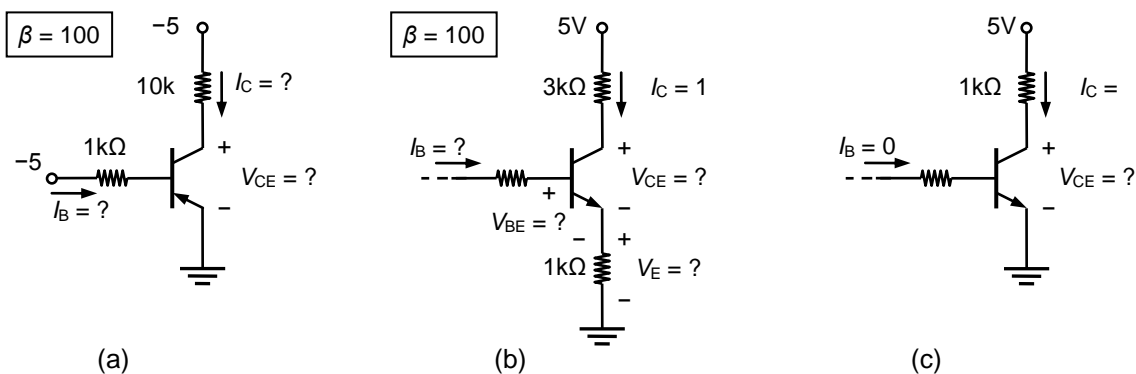 β = 100
−5
10k
I_C = ?
−5
1kΩ
I_B = ?
+
V_CE = ?
−
(a)
β = 100
5V
3kΩ
I_C = 1
I_B = ?
+
V_BE = ?
−
+
V_CE = ?
−
1kΩ
+
V_E = ?
−
(b)
5V
1kΩ
I_C =
I_B = 0
+
V_CE = ?
−
(c)